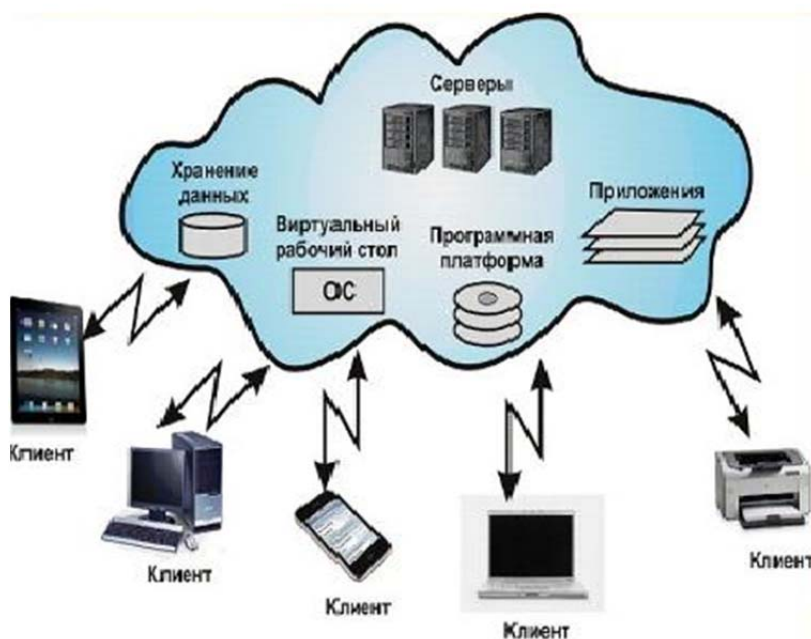 Серверы
Хранение
данных
Виртуальный
рабочий стол
Программная
платформа
Приложения
ОС
Клиент
Клиент
Клиент
Клиент
Клиент